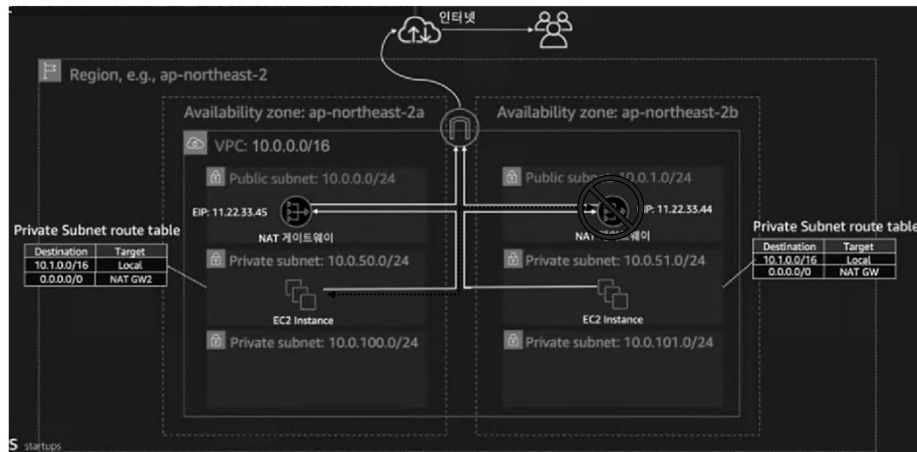 인터넷
Region, e.g., ap-northeast-2
Availability zone: ap-northeast-2a
Availability zone: ap-northeast-2b
VPC: 10.0.0.0/16
Public subnet: 10.0.0.0/24
Public subnet: 10.0.1.0/24
EIP: 11.22.33.45
IP: 11.22.33.44
NAT 게이트웨이
NAT 게이트웨이
Private Subnet route table
Destination Target
10.1.0.0/16 Local
0.0.0.0/0 NAT GW2
Private Subnet route table
Destination Target
10.1.0.0/16 Local
0.0.0.0/0 NAT GW
Private subnet: 10.0.50.0/24
Private subnet: 10.0.51.0/24
EC2 Instance
EC2 Instance
Private subnet: 10.0.100.0/24
Private subnet: 10.0.101.0/24
S startups